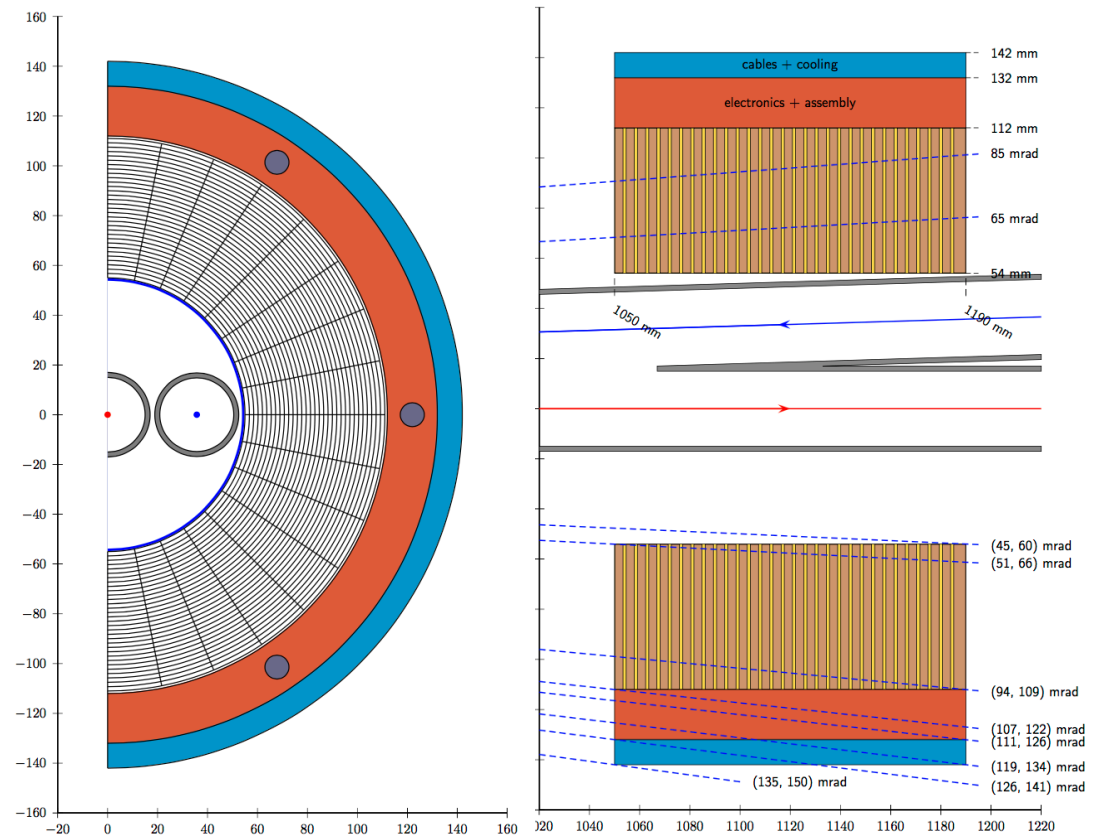 160
140
120
100
80
60
40
20
0
−20
−40
−60
−80
−100
−120
−140
−160
−20 0 20 40 60 80 100 120 140 160
cables + cooling
electronics + assembly
142 mm
132 mm
112 mm
85 mrad
65 mrad
54 mm
1050 mm
1190 mm
(45, 60) mrad
(51, 66) mrad
(94, 109) mrad
(107, 122) mrad
(111, 126) mrad
(119, 134) mrad
(126, 141) mrad
(135, 150) mrad
020 1040 1060 1080 1100 1120 1140 1160 1180 1200 1220